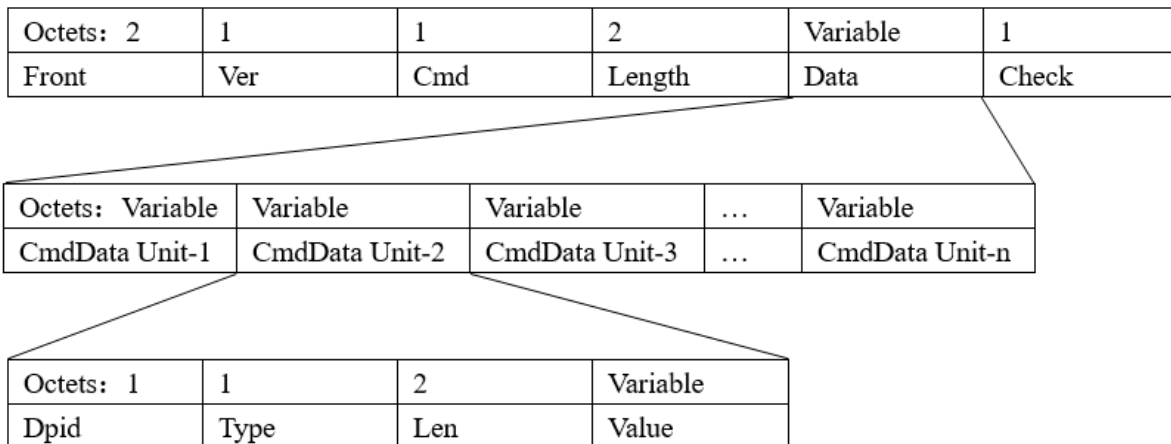 Octets：2 1 1 2 Variable 1
Front Ver Cmd Length Data Check
Octets：Variable Variable Variable … Variable
CmdData Unit-1 CmdData Unit-2 CmdData Unit-3 … CmdData Unit-n
Octets：1 1 2 Variable
Dpid Type Len Value